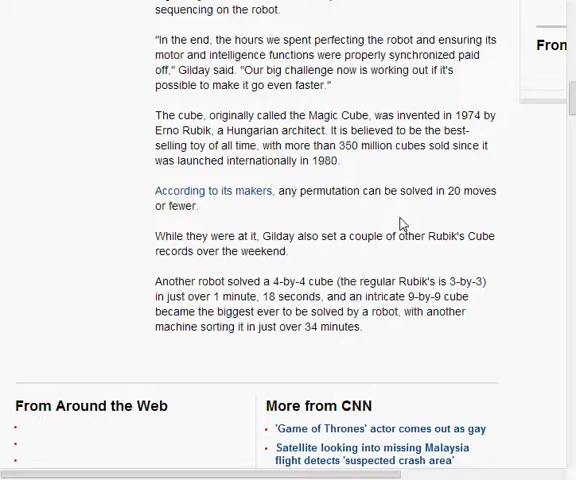 sequencing on the robot.
"In the end, the hours we spent perfecting the robot and ensuring its
motor and intelligence functions were properly synchronized paid
off," Gilday said. "Our big challenge now is working out if it's
possible to make it go even faster."
The cube, originally called the Magic Cube, was invented in 1974 by
Erno Rubik, a Hungarian architect. It is believed to be the best-
selling toy of all time, with more than 350 million cubes sold since it
was launched internationally in 1980.
According to its makers, any permutation can be solved in 20 moves
or fewer.
While they were at it, Gilday also set a couple of other Rubik's Cube
records over the weekend.
Another robot solved a 4-by-4 cube (the regular Rubik's is 3-by-3)
in just over 1 minute, 18 seconds, and an intricate 9-by-9 cube
became the biggest ever to be solved by a robot, with another
machine sorting it in just over 34 minutes.
From Around the Web
More from CNN
'Game of Thrones' actor comes out as gay
Satellite looking into missing Malaysia
flight detects 'suspected crash area'
Fron